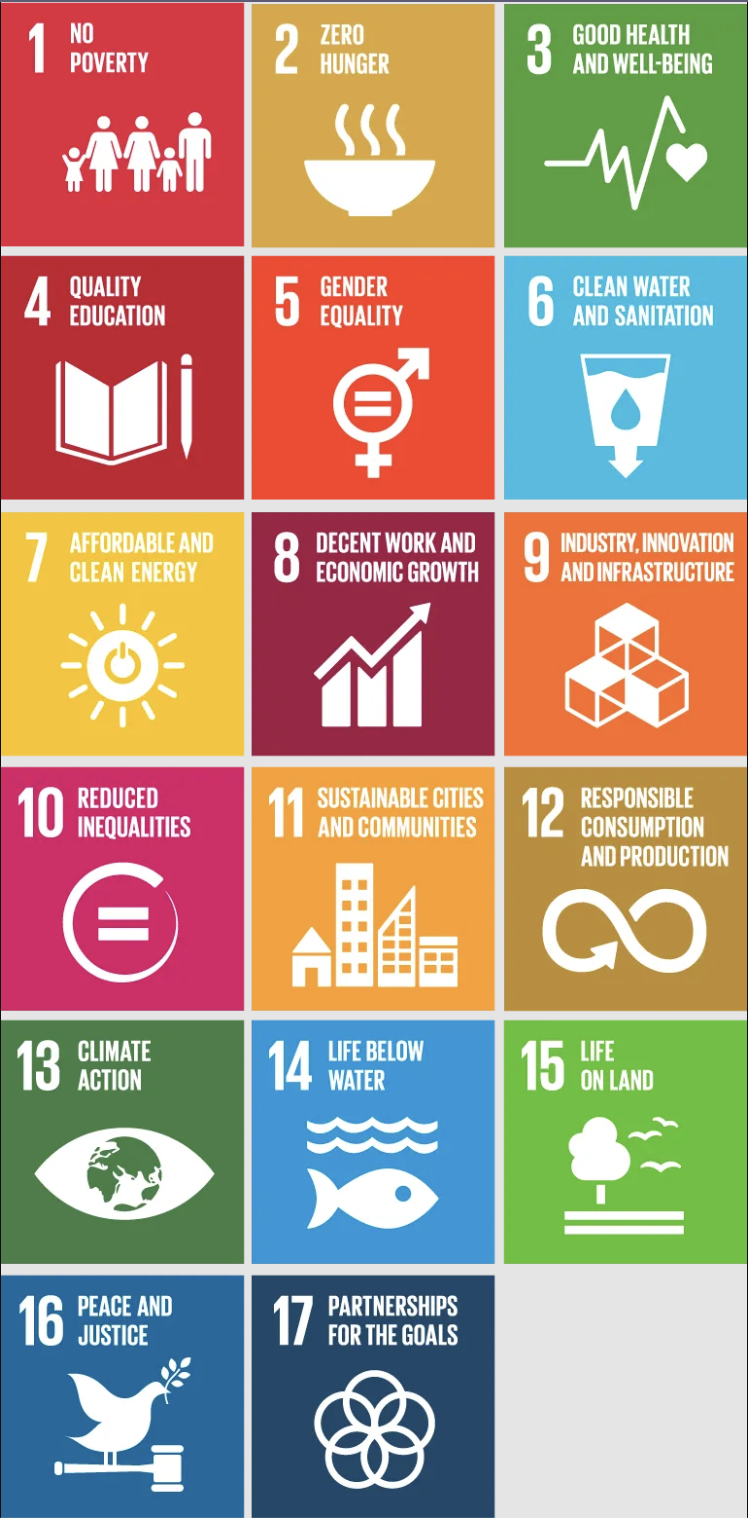 1 NO
POVERTY
2 ZERO
HUNGER
3 GOOD HEALTH
AND WELL-BEING
4 QUALITY
EDUCATION
5 GENDER
EQUALITY
6 CLEAN WATER
AND SANITATION
7 AFFORDABLE AND
CLEAN ENERGY
8 DECENT WORK AND
ECONOMIC GROWTH
9 INDUSTRY, INNOVATION
AND INFRASTRUCTURE
10 REDUCED
INEQUALITIES
11 SUSTAINABLE CITIES
AND COMMUNITIES
12 RESPONSIBLE
CONSUMPTION
AND PRODUCTION
13 CLIMATE
ACTION
14 LIFE BELOW
WATER
15 LIFE
ON LAND
16 PEACE AND
JUSTICE
17 PARTNERSHIPS
FOR THE GOALS